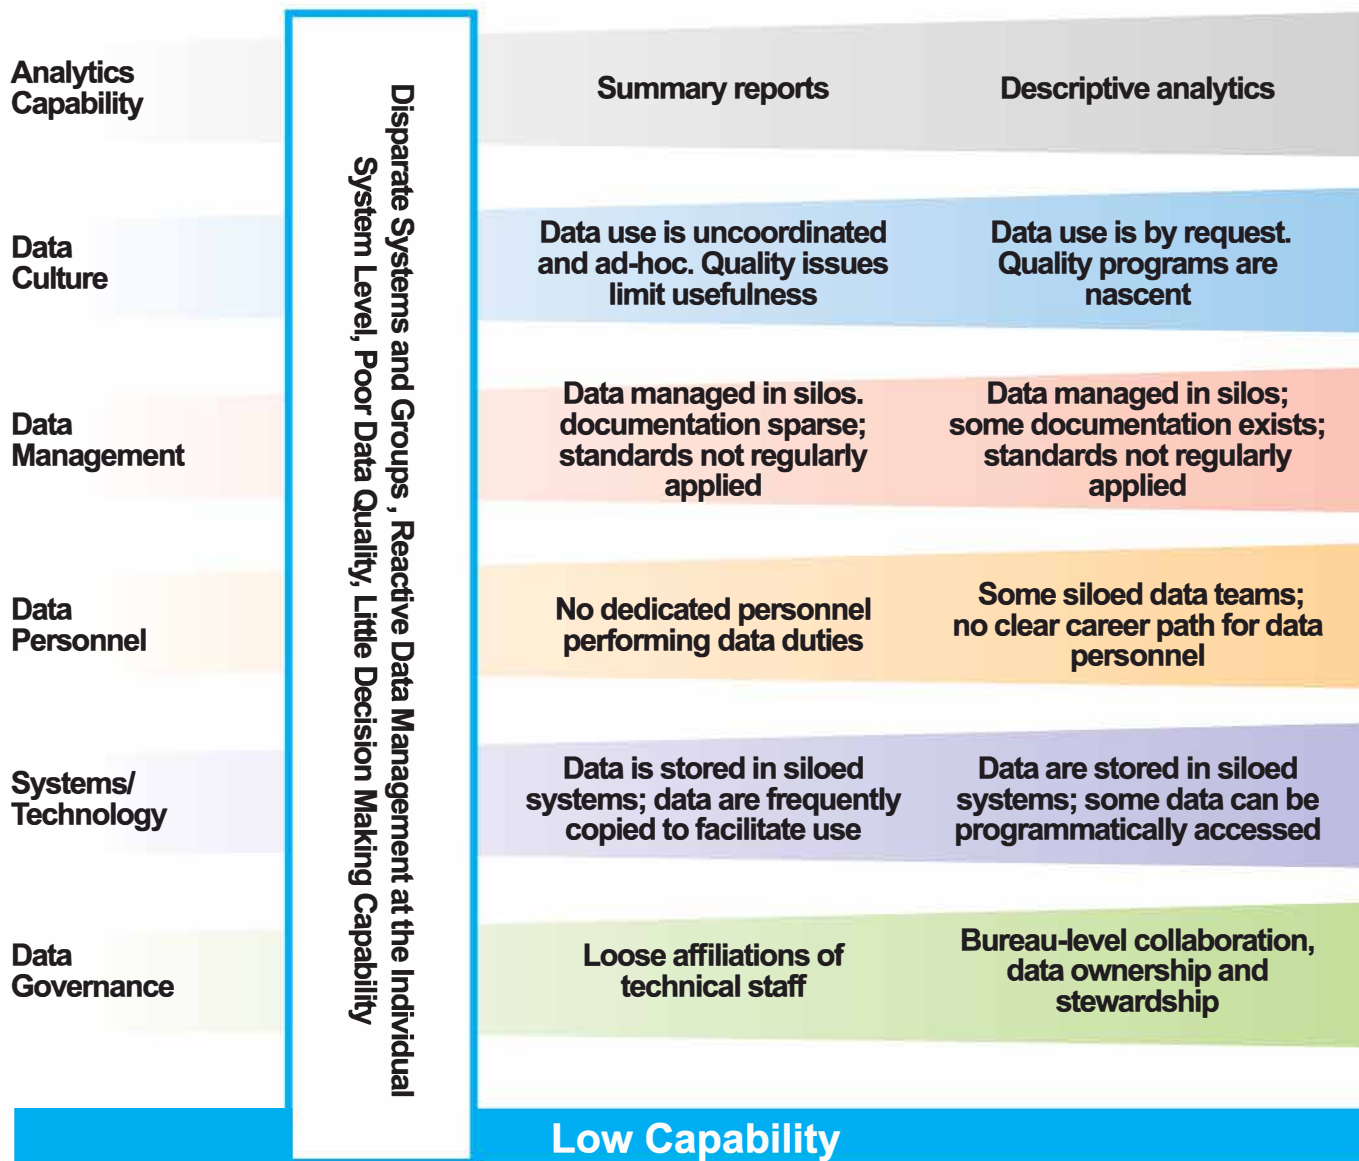 Analytics
Capability
Disparate Systems and Groups , Reactive Data Management at the Individual
System Level, Poor Data Quality, Little Decision Making Capability
Summary reports
Descriptive analytics
Data
Culture
Data use is uncoordinated
and ad-hoc. Quality issues
limit usefulness
Data use is by request.
Quality programs are
nascent
Data
Management
Data managed in silos.
documentation sparse;
standards not regularly
applied
Data managed in silos;
some documentation exists;
standards not regularly
applied
Data
Personnel
No dedicated personnel
performing data duties
Some siloed data teams;
no clear career path for data
personnel
Systems/
Technology
Data is stored in siloed
systems; data are frequently
copied to facilitate use
Data are stored in siloed
systems; some data can be
programmatically accessed
Data
Governance
Loose affiliations of
technical staff
Bureau-level collaboration,
data ownership and
stewardship
Low Capability